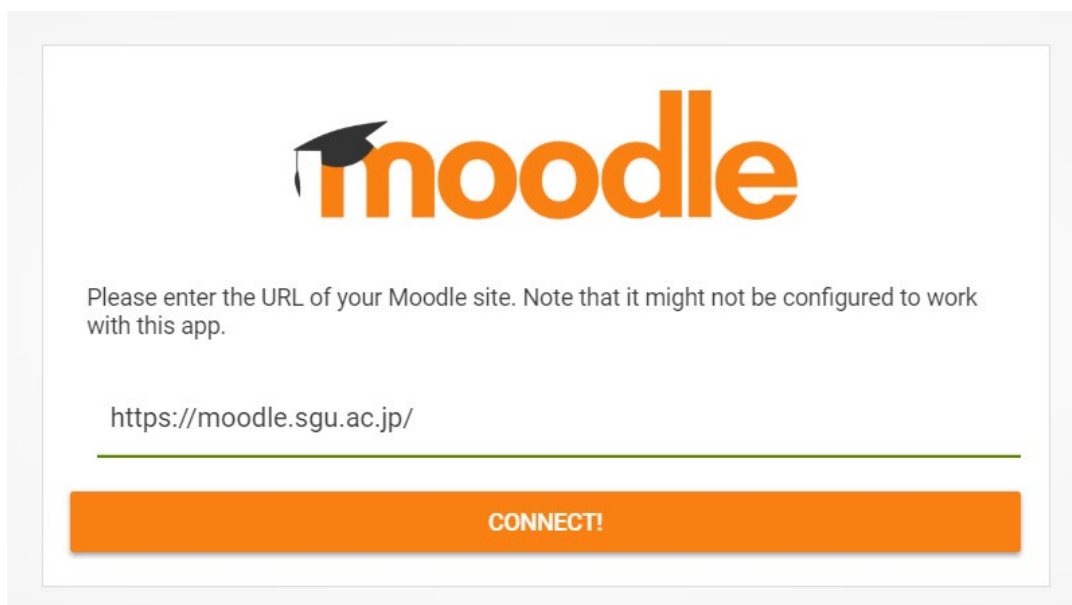 moodle
Please enter the URL of your Moodle site. Note that it might not be configured to work
with this app.
https://moodle.sgu.ac.jp/
CONNECT!